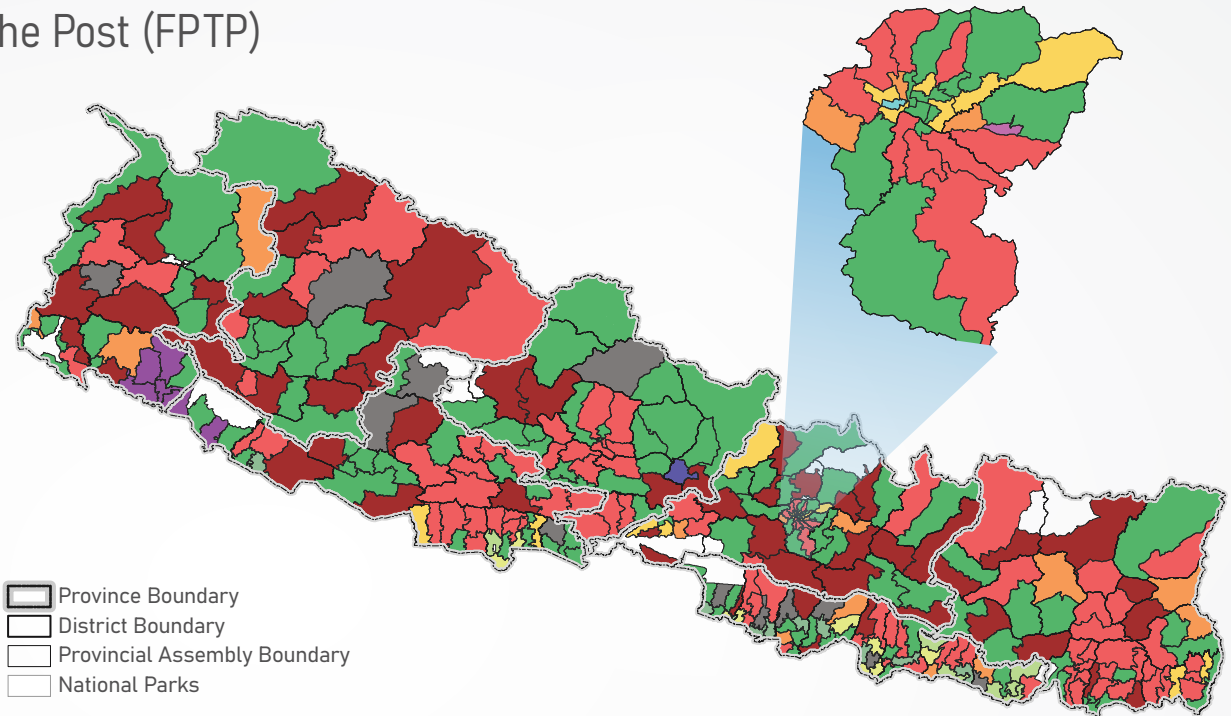 he Post (FPTP)
Province Boundary
District Boundary
Provincial Assembly Boundary
National Parks